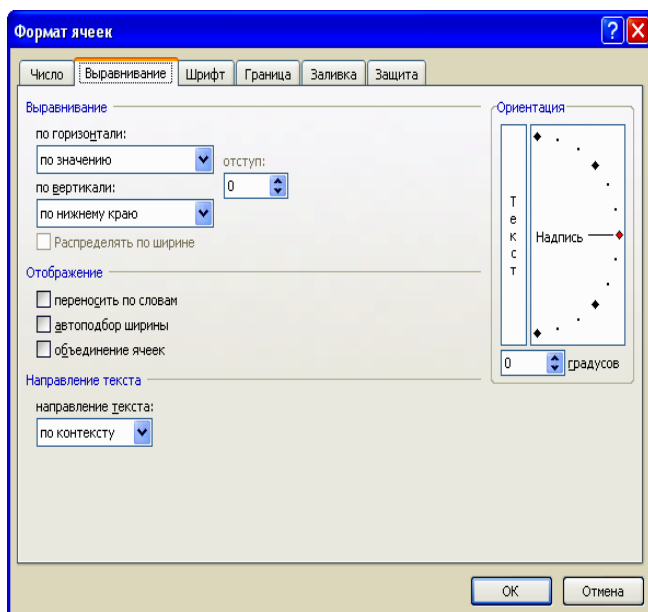 Формат ячеек
Число Выравнивание Шрифт Граница Заливка Защита
Выравнивание
по горизонтали:
по значению
отступ:
0
по вертикали:
по нижнему краю
Распределять по ширине
Отображение
переносить по словам
автоподбор ширины
объединение ячеек
Направление текста
направление текста:
по контексту
Ориентация
Текст
Надпись
0 градусов
ОК Отмена